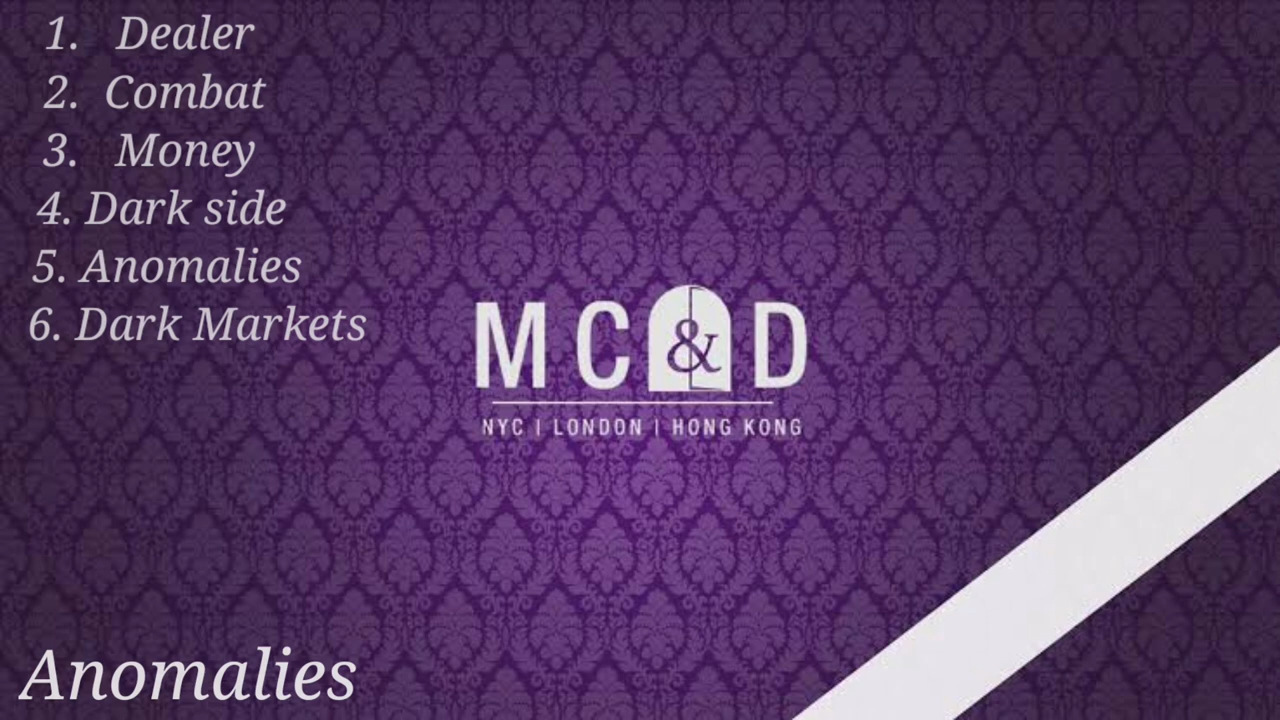 1. Dealer
2. Combat
3. Money
4. Dark side
5. Anomalies
6. Dark Markets
MC&D
NYC | LONDON | HONG KONG
Anomalies